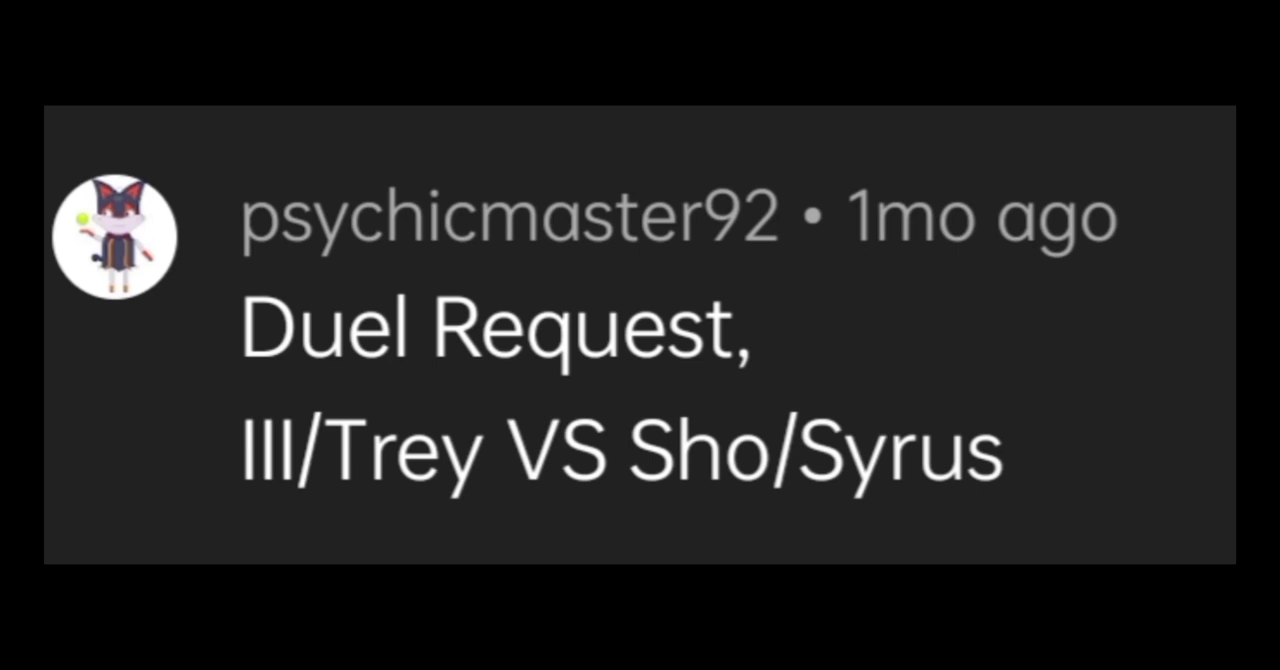 psychicmaster92 • 1mo ago
Duel Request,
III/Trey VS Sho/Syrus